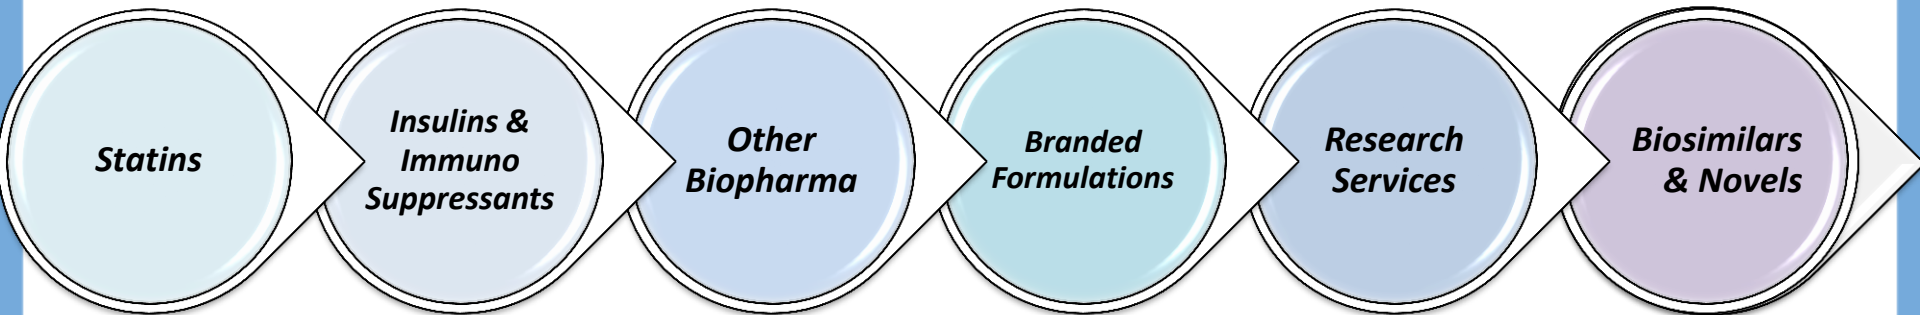 Statins
Insulins &
Immuno
Suppressants
Other
Biopharma
Branded
Formulations
Research
Services
Biosimilars
& Novels